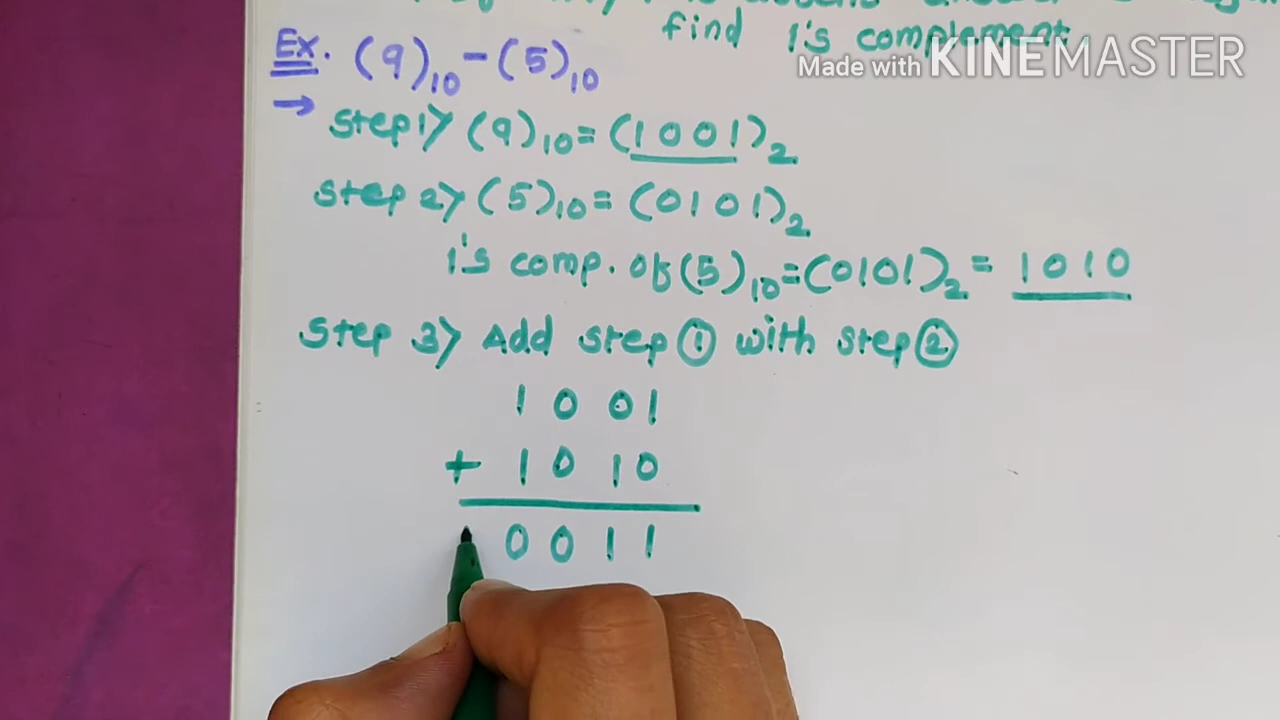 find 1's complement.
Made with KINEMASTER
Ex. (9)₁₀ - (5)₁₀
→ Step 1> (9)₁₀ = (1001)₂
Step 2> (5)₁₀ = (0101)₂
1's comp. of (5)₁₀ = (0101)₂ = 1010
Step 3> Add step ① with step ②
1 0 0 1
+ 1 0 1 0
0 0 1 1